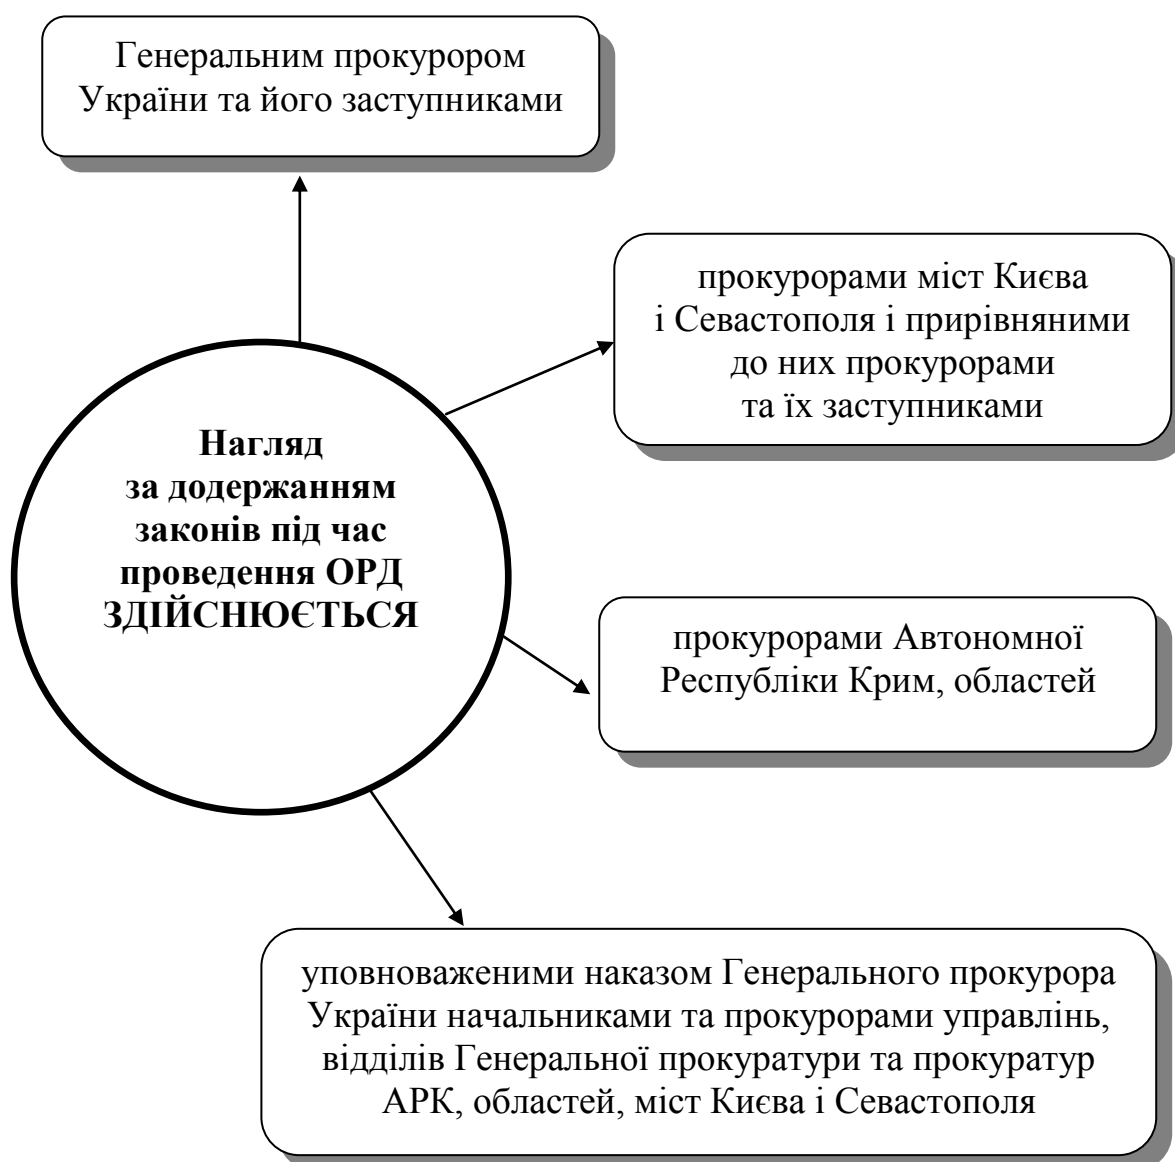 Генеральним прокурором
України та його заступниками
прокурорами міст Києва
і Севастополя і прирівняними
до них прокурорами
та їх заступниками
Нагляд
за додержанням
законів під час
проведення ОРД
ЗДІЙСНЮЄТЬСЯ
прокурорами Автономної
Республіки Крим, областей
уповноваженими наказом Генерального прокурора
України начальниками та прокурорами управлінь,
відділів Генеральної прокуратури та прокуратур
АРК, областей, міст Києва і Севастополя